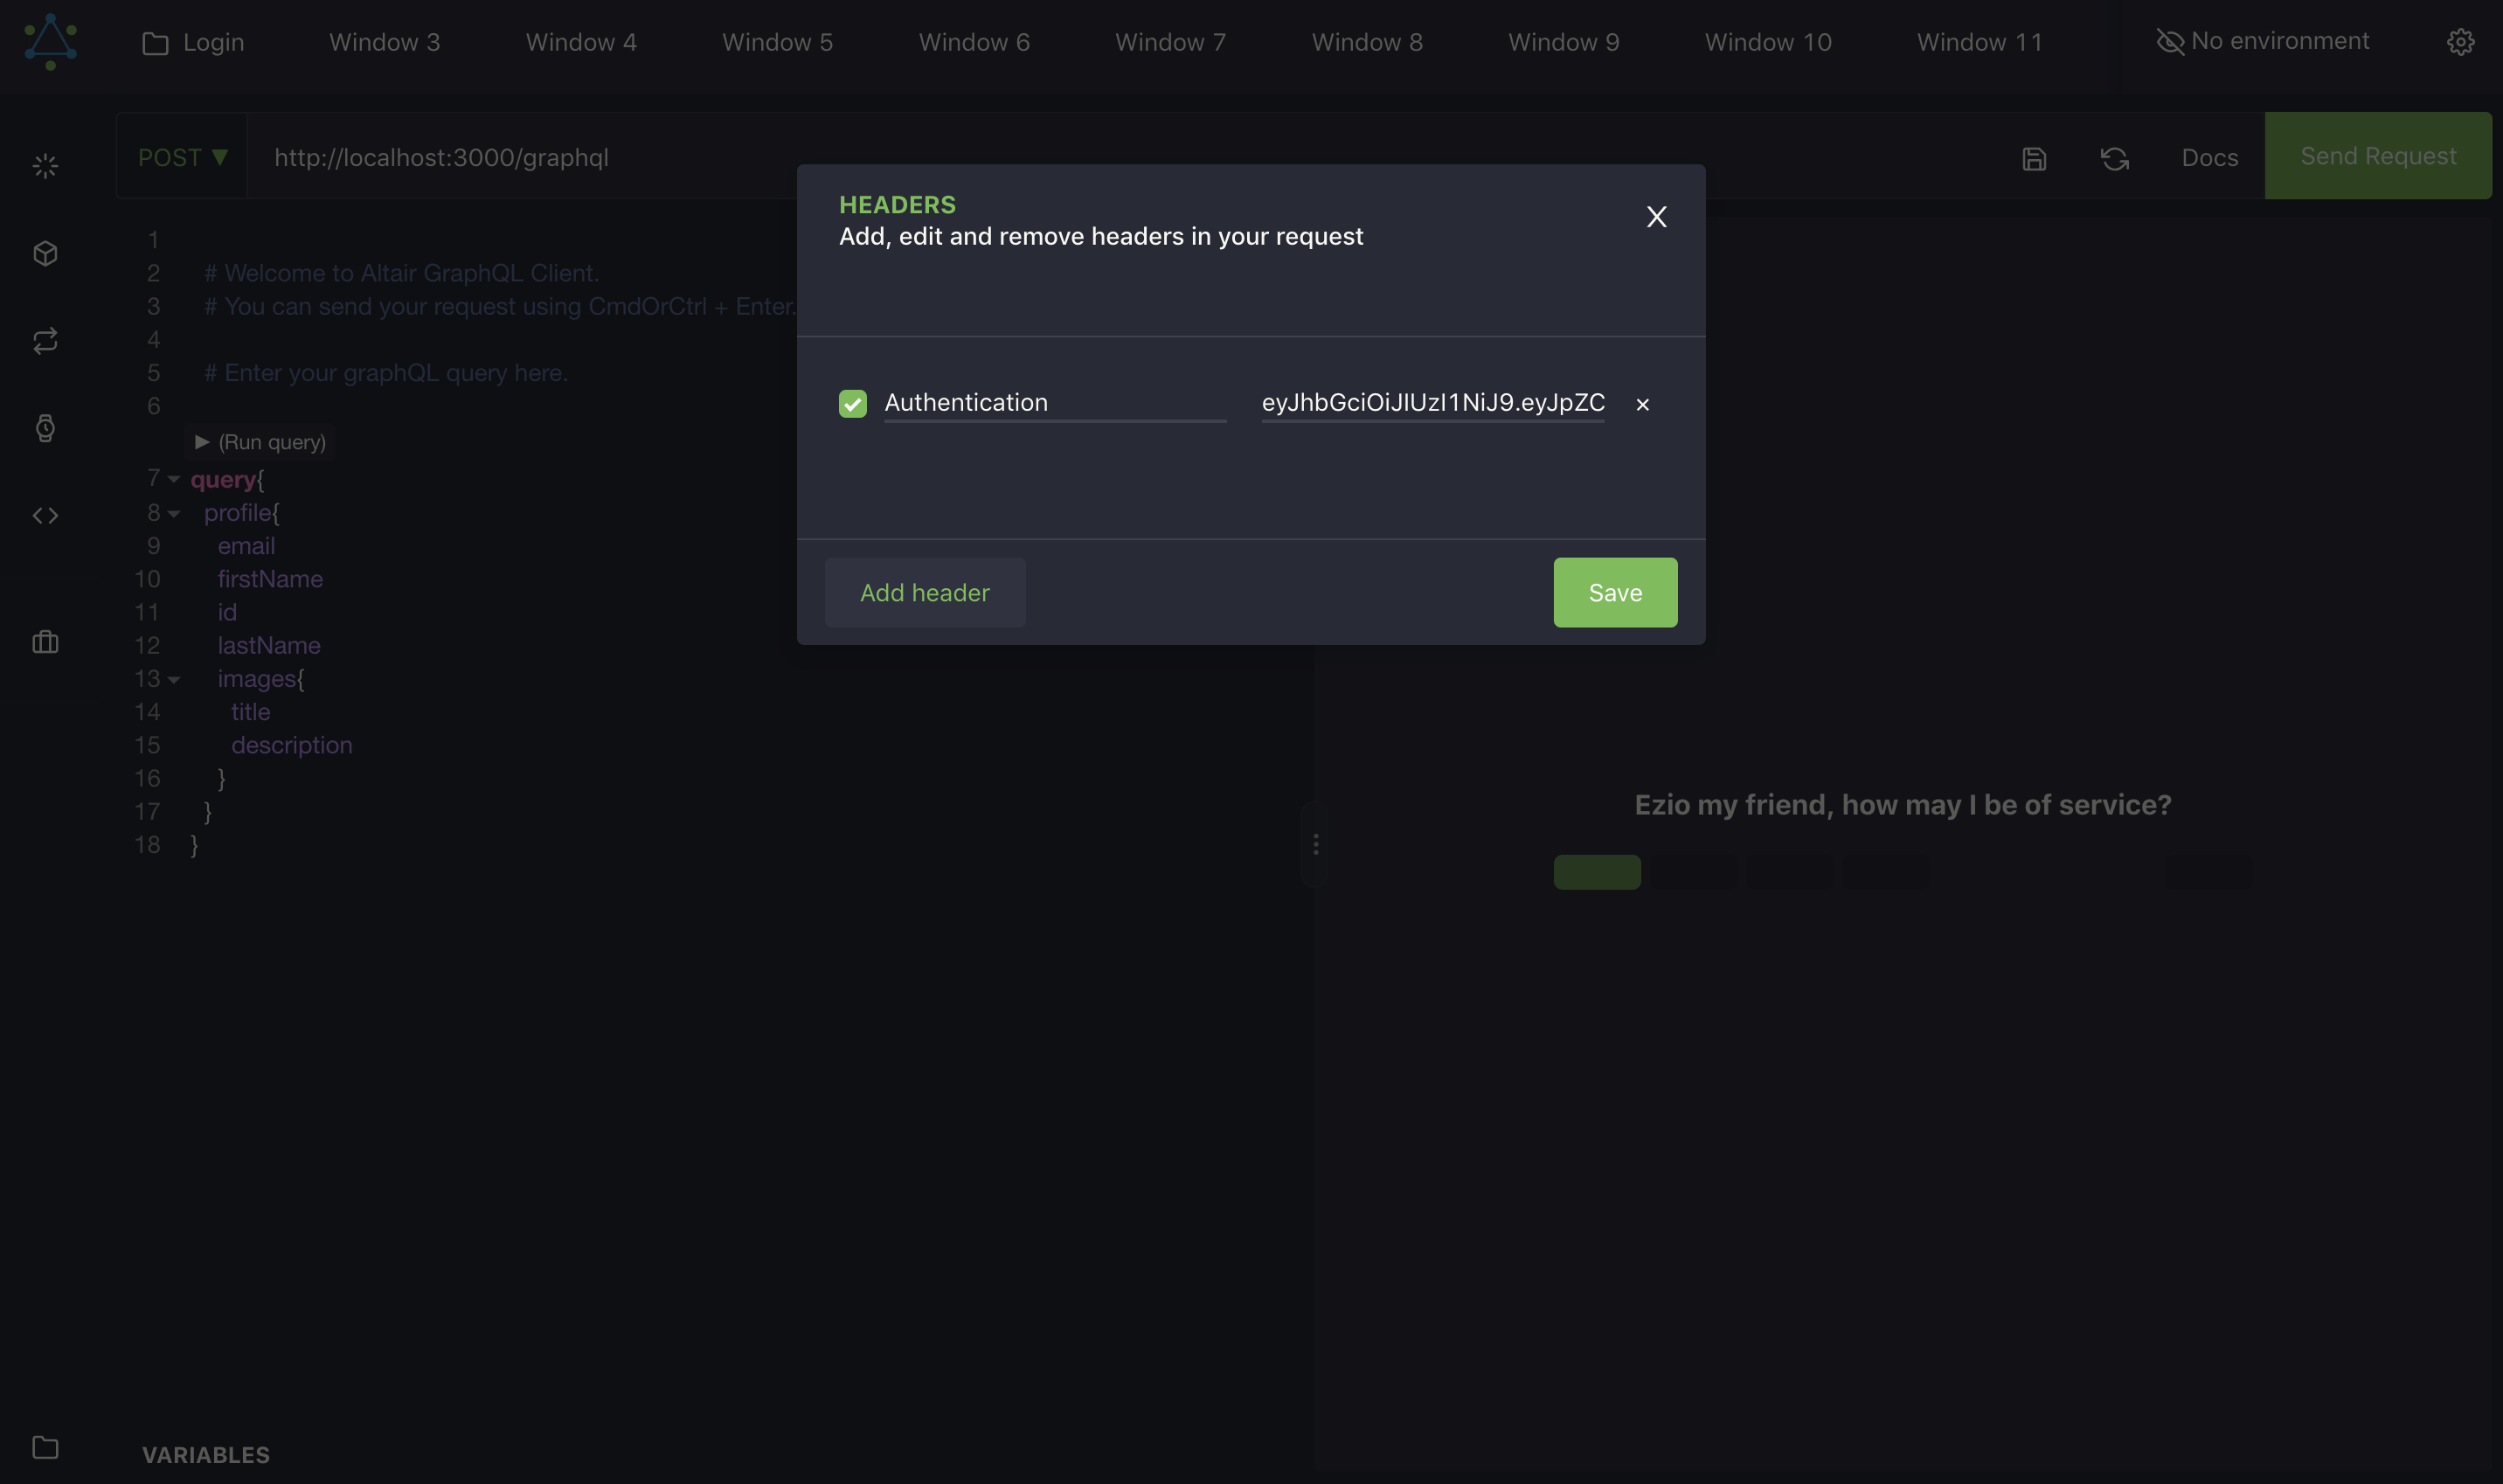 Login Window 3 Window 4 Window 5 Window 6 Window 7 Window 8 Window 9 Window 10 Window 11 No environment
POST ▼ http://localhost:3000/graphql Docs Send Request
HEADERS
Add, edit and remove headers in your request
X
Authentication eyJhbGciOiJIUzI1NiJ9.eyJpZC ×
Add header Save
1
2 # Welcome to Altair GraphQL Client.
3 # You can send your request using CmdOrCtrl + Enter.
4
5 # Enter your graphQL query here.
6
▶ (Run query)
7 query{
8 profile{
9 email
10 firstName
11 id
12 lastName
13 images{
14 title
15 description
16 }
17 }
18 }
Ezio my friend, how may I be of service?
VARIABLES